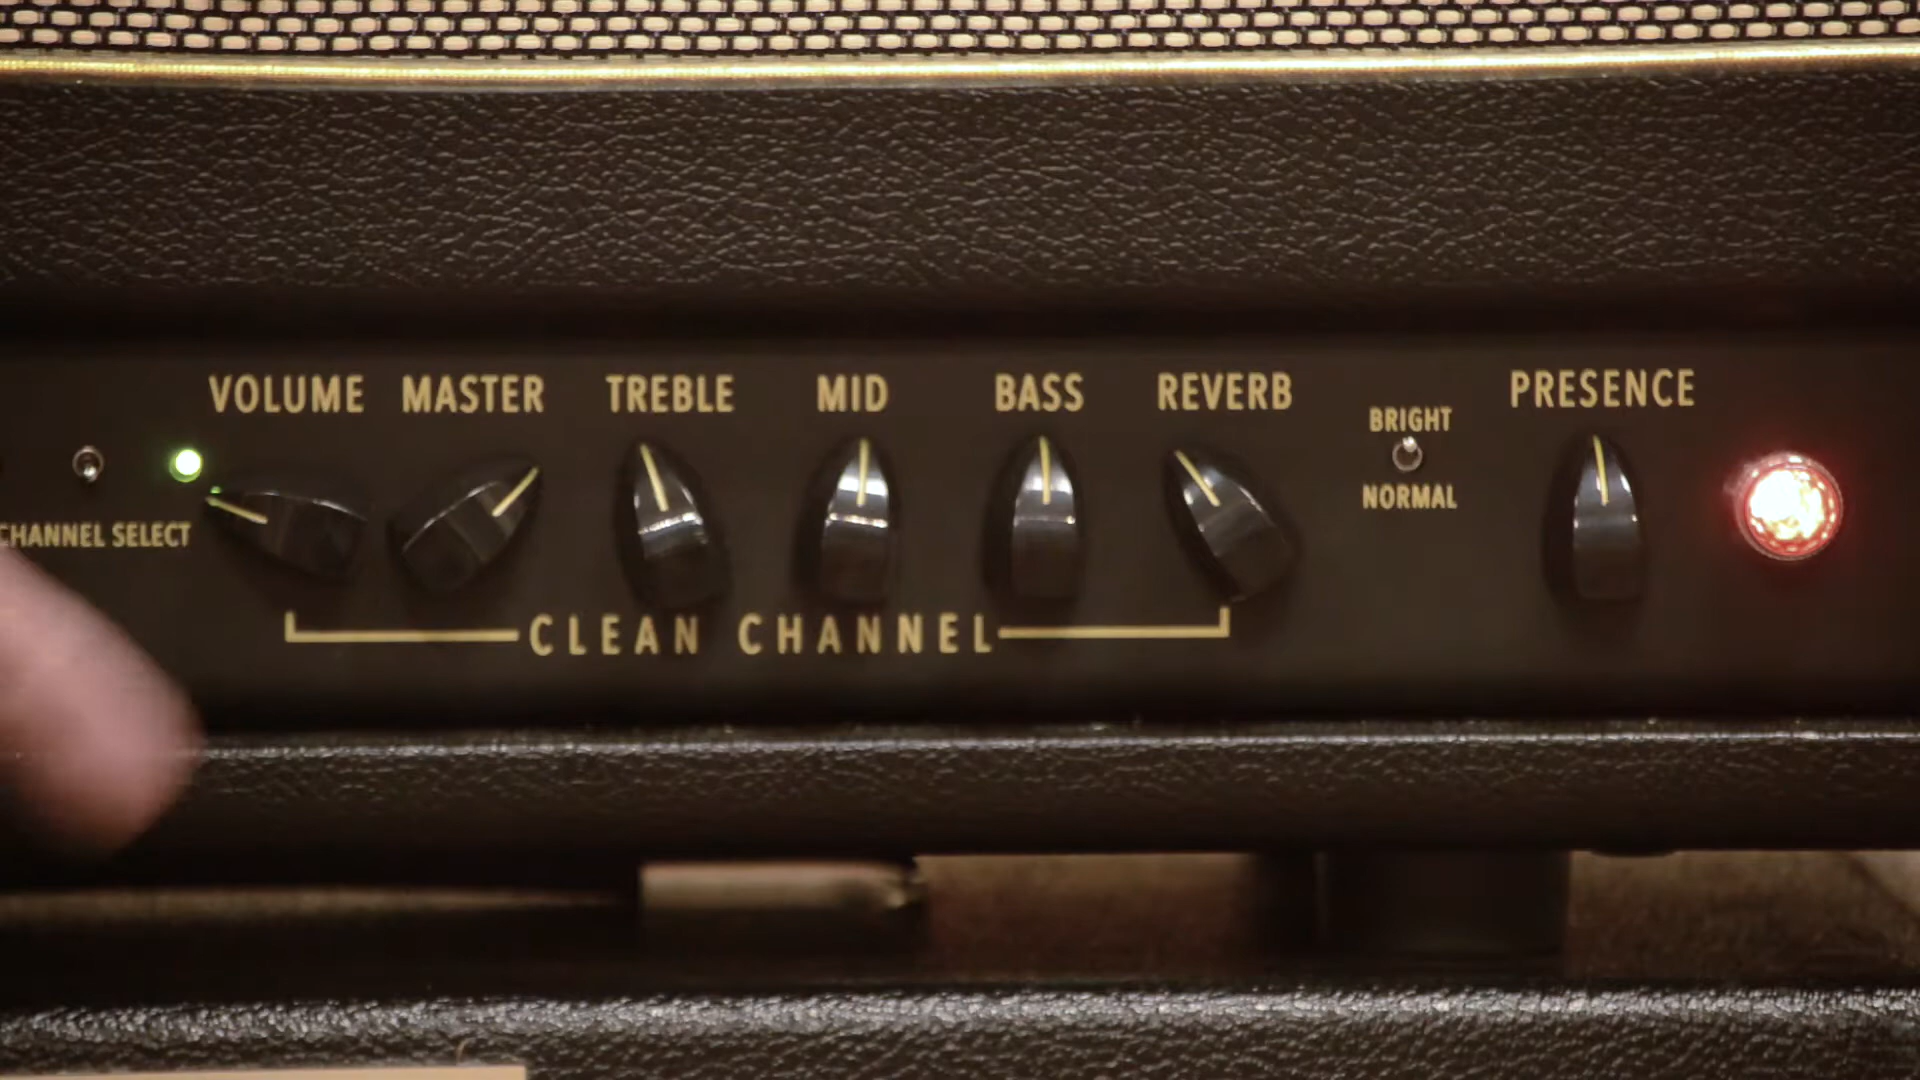 VOLUME MASTER TREBLE MID BASS REVERB PRESENCE
BRIGHT
NORMAL
CHANNEL SELECT
CLEAN CHANNEL